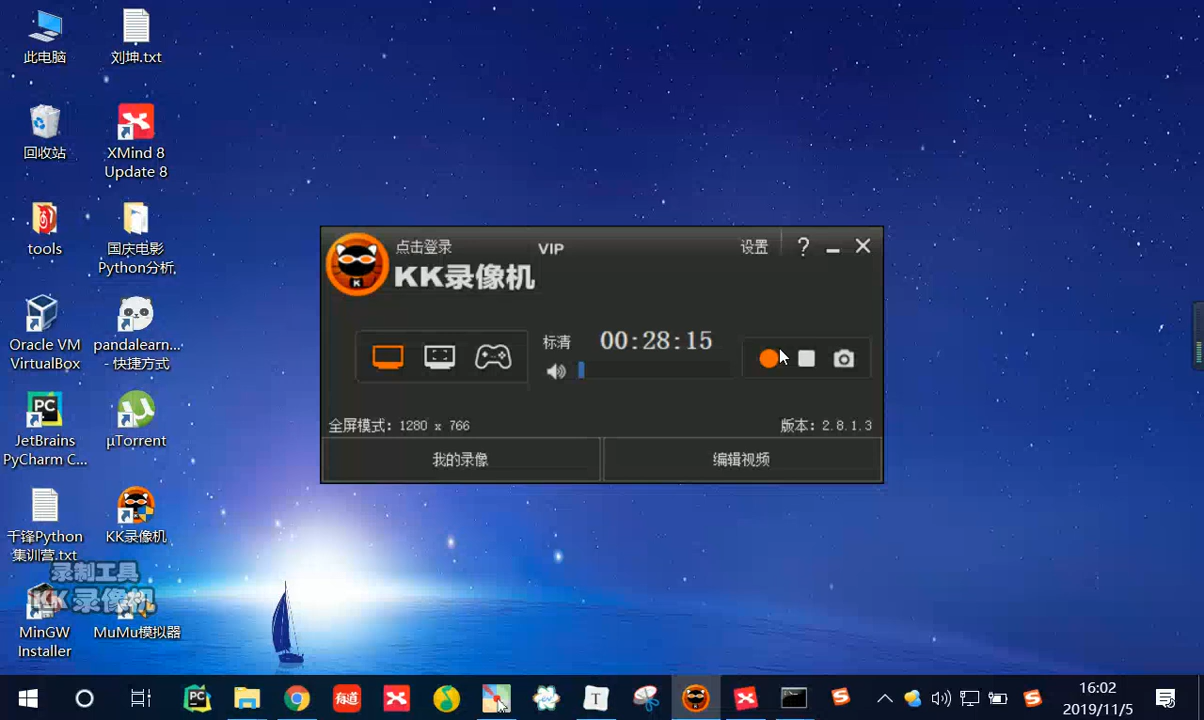 此电脑
刘坤.txt
回收站
XMind 8
Update 8
tools
国庆电影
Python分析.
Oracle VM
VirtualBox
pandalearn...
- 快捷方式
PC
JetBrains
PyCharm C...
µTorrent
千锋Python
集训营.txt
KK录像机
录制工具
KK 录像机
MinGW
Installer
MuMu模拟器
点击登录
VIP
设置
?
K
KK录像机
标清
00:28:15
全屏模式: 1280 x 766
版本: 2.8.1.3
我的录像
编辑视频
PC
有道
T
S
S
16:02
2019/11/5